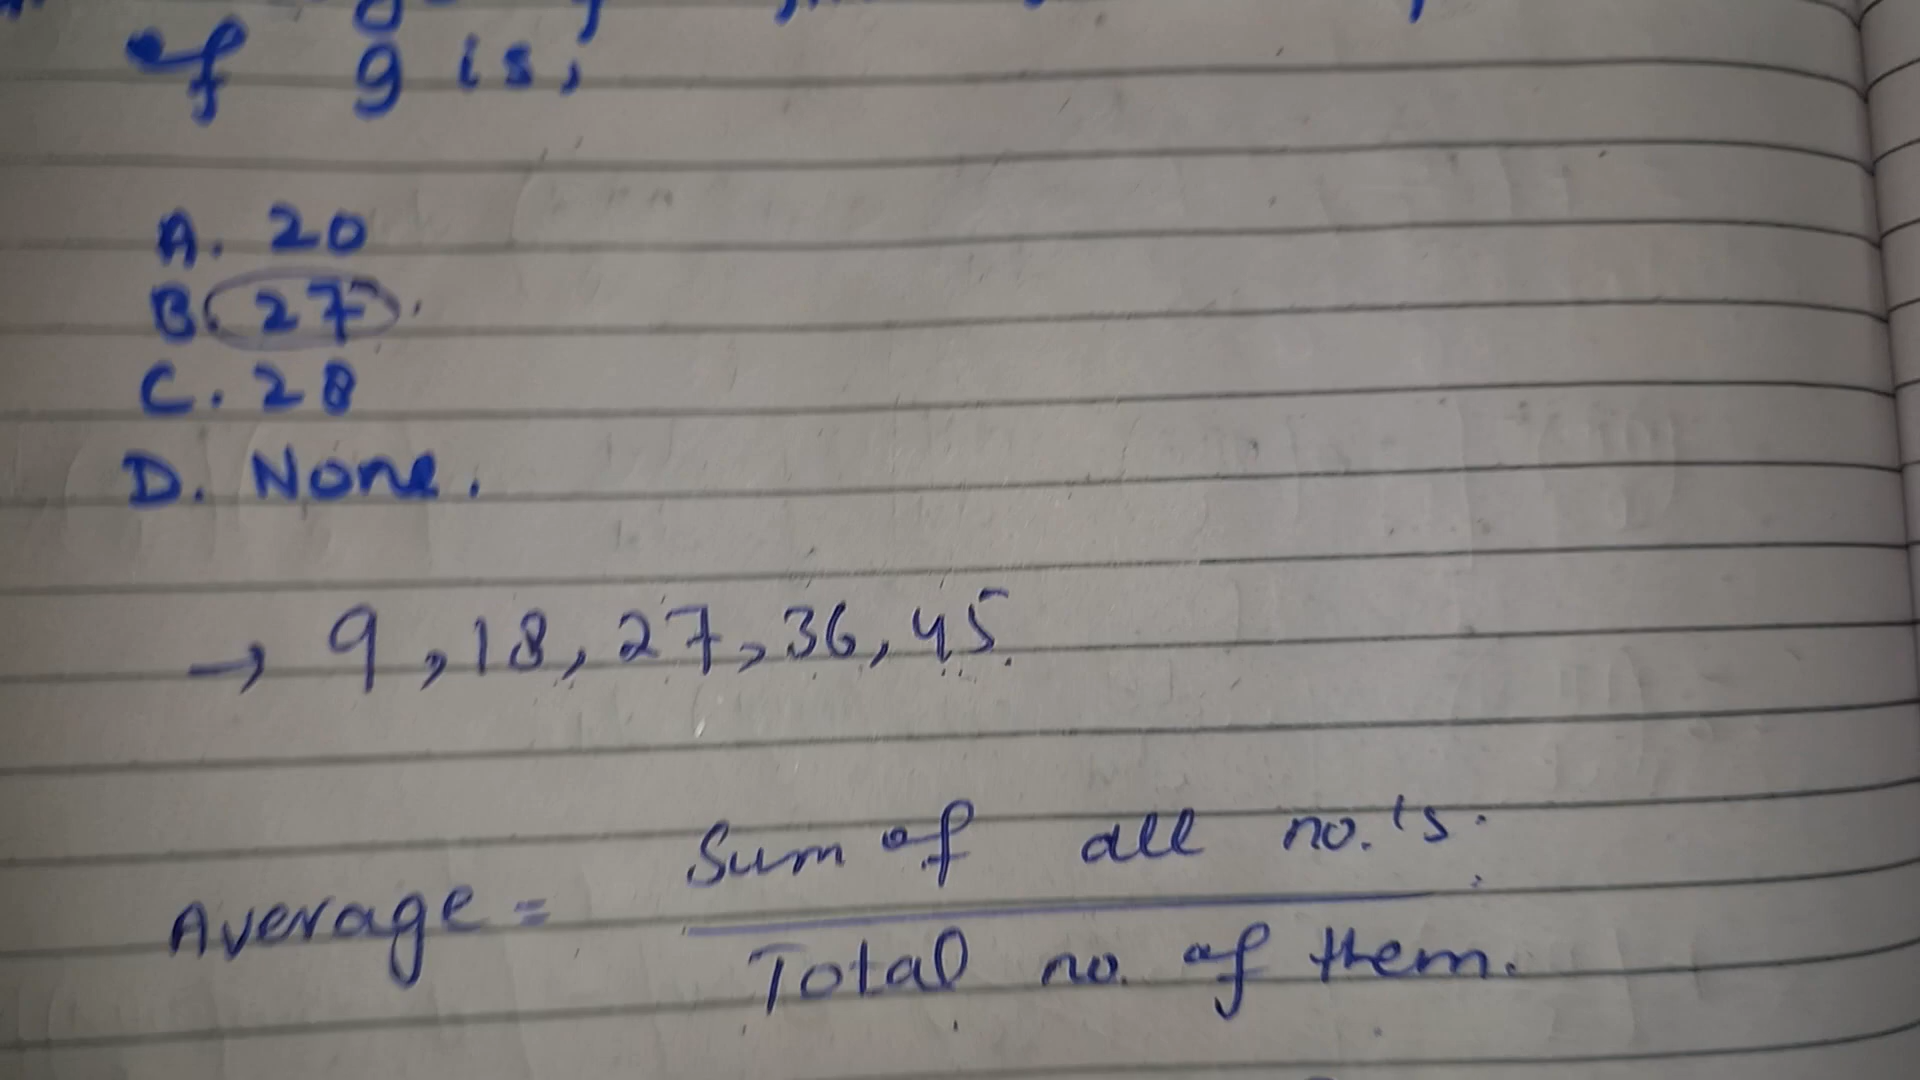 of 9 is,
A. 20
B. 27.
C. 28
D. None.
→ 9, 18, 27, 36, 45.
Average = Sum of all no.'s.
Total no. of them.